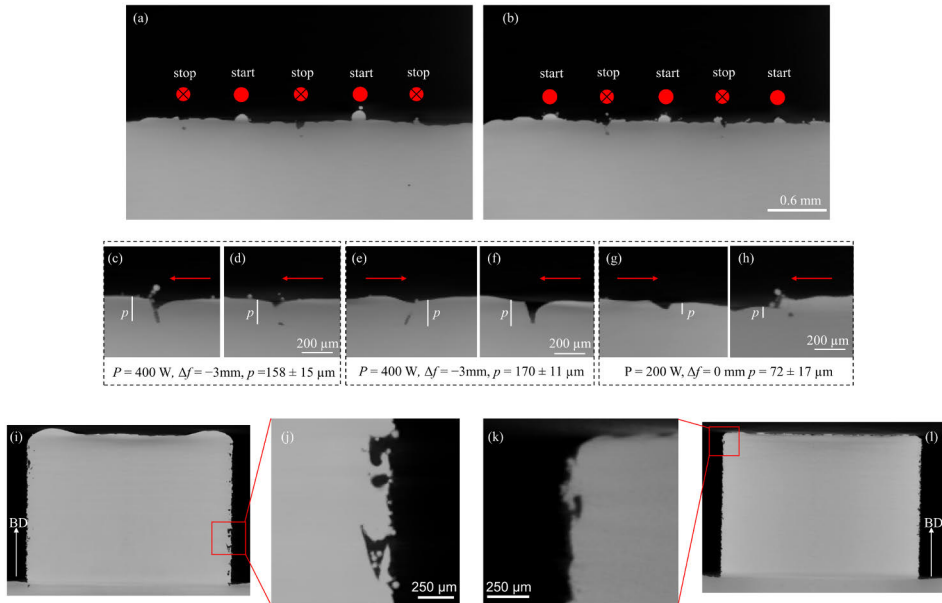 (a)
stop start stop start stop
(b)
start stop start stop start
0.6 mm
(c)
p
(d)
p
200 µm
(e)
p
(f)
p
200 µm
(g)
p
(h)
p
200 µm
P = 400 W, Δf = −3mm, p =158 ± 15 µm
P = 400 W, Δf = −3mm, p = 170 ± 11 µm
P = 200 W, Δf = 0 mm p = 72 ± 17 µm
(i)
BD
(j)
250 µm
(k)
250 µm
(l)
BD